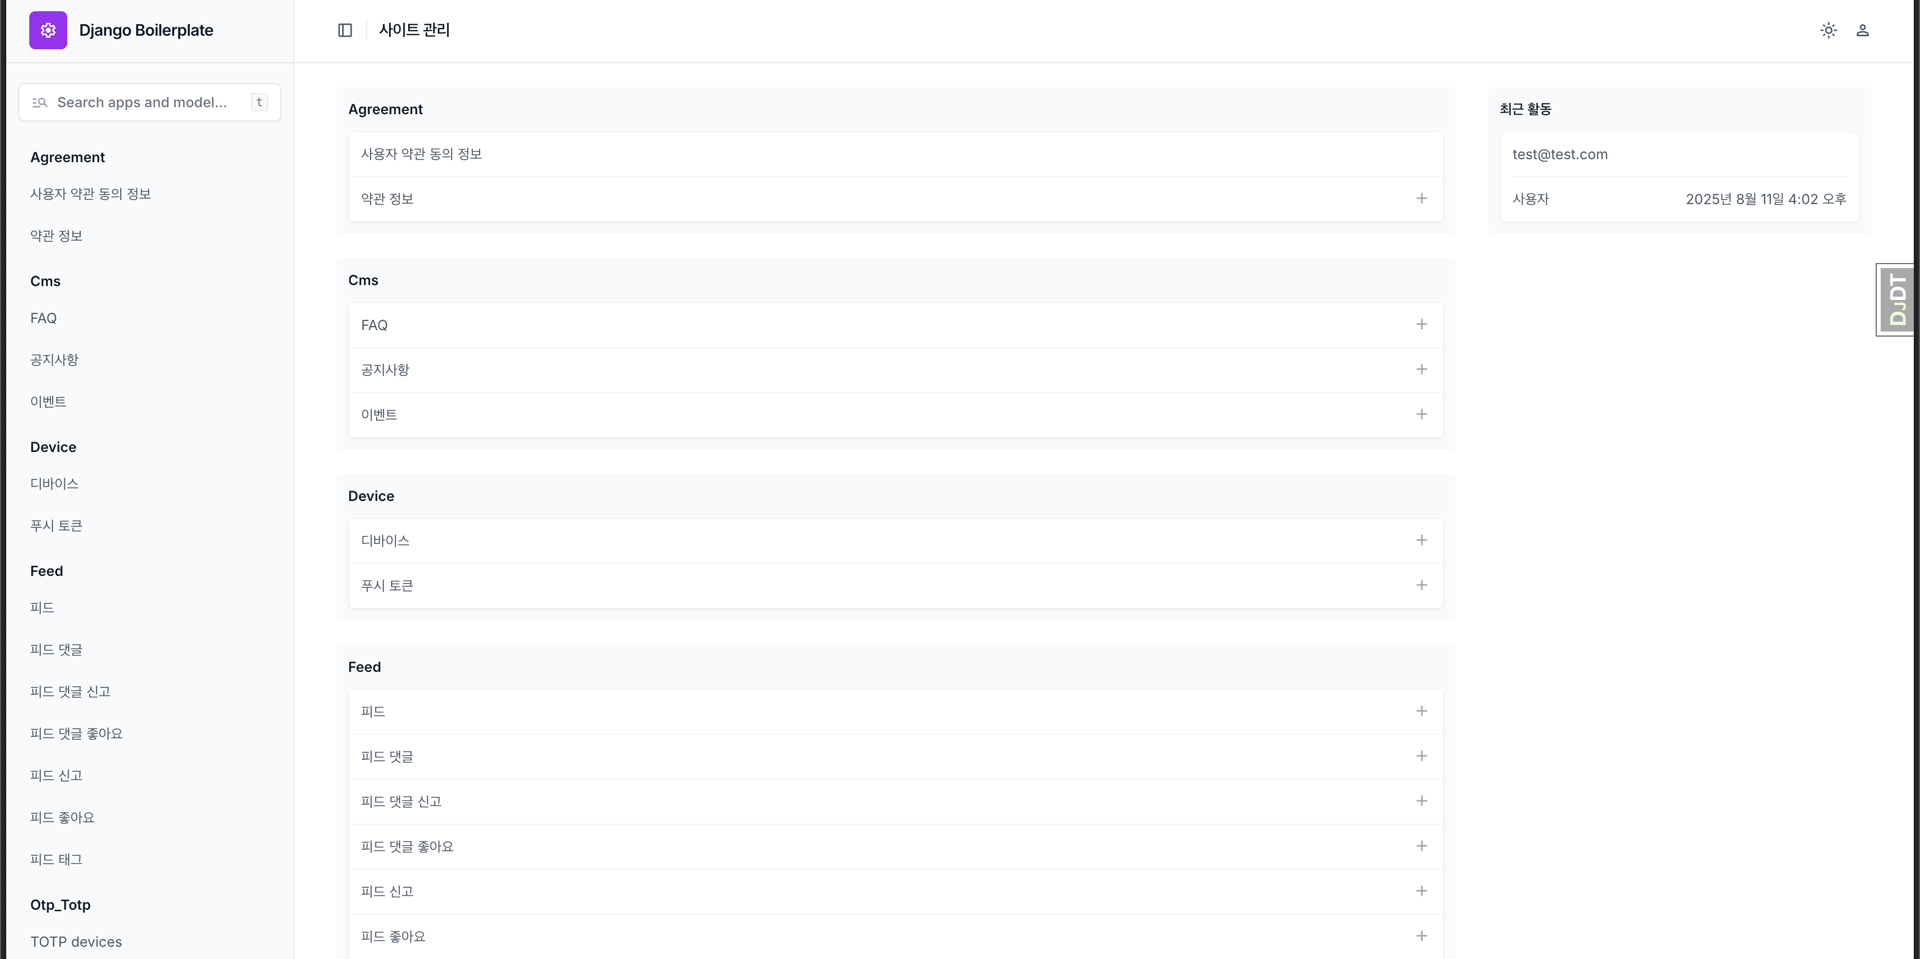 Django Boilerplate
Search apps and model...
t
Agreement
사용자 약관 동의 정보
약관 정보
Cms
FAQ
공지사항
이벤트
Device
디바이스
푸시 토큰
Feed
피드
피드 댓글
피드 댓글 신고
피드 댓글 좋아요
피드 신고
피드 좋아요
피드 태그
Otp_Totp
TOTP devices
사이트 관리
Agreement
사용자 약관 동의 정보
약관 정보
Cms
FAQ
공지사항
이벤트
Device
디바이스
푸시 토큰
Feed
피드
피드 댓글
피드 댓글 신고
피드 댓글 좋아요
피드 신고
피드 좋아요
최근 활동
test@test.com
사용자 2025년 8월 11일 4:02 오후
DJDT